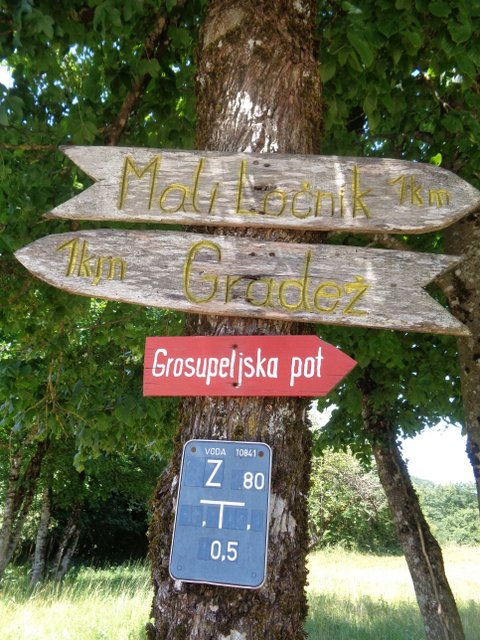 Mali Ločnik 1km
1km Gradež
Grosupeljska pot
VODA 10841
Z 80
T
0.5